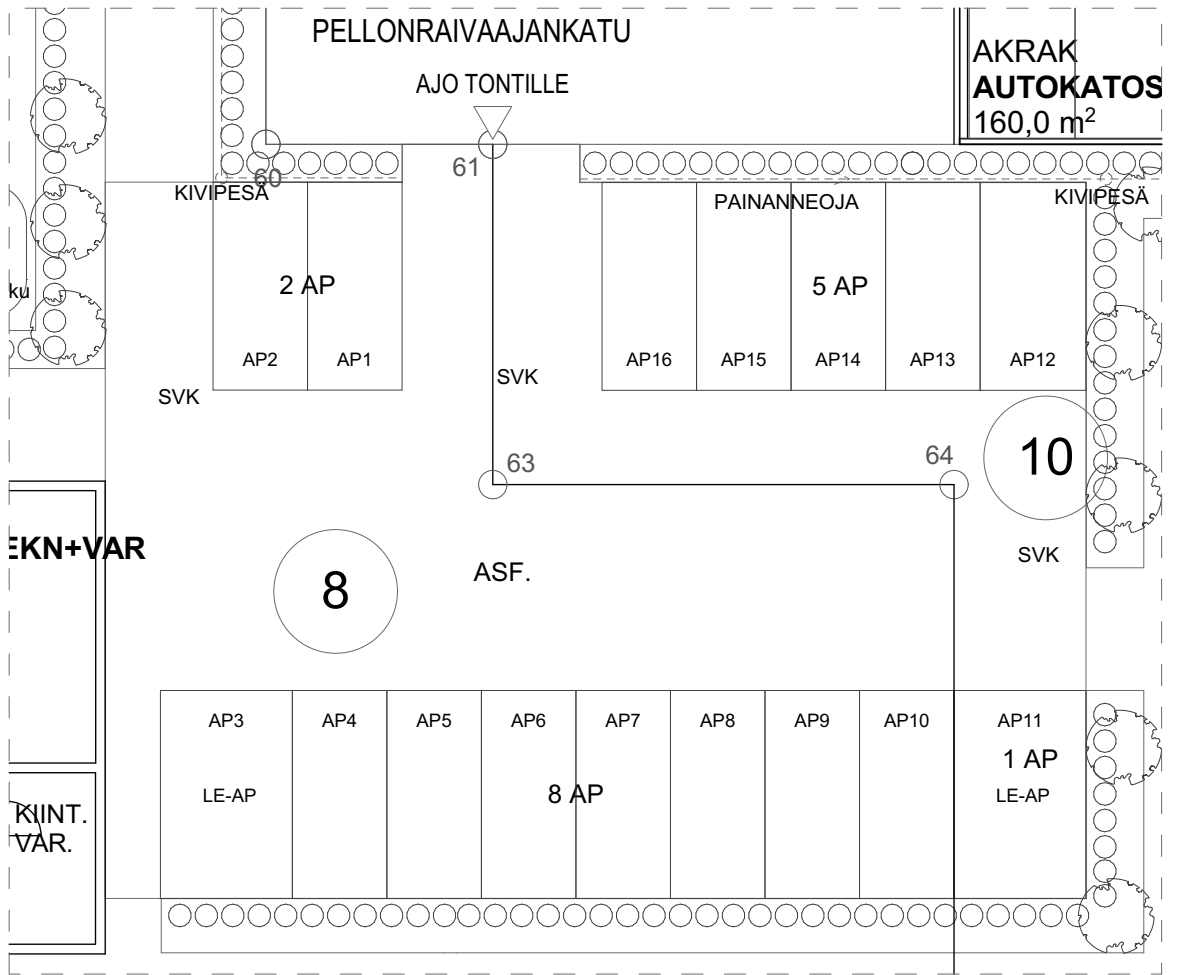 PELLONRAIVAAJANKATU
AJO TONTILLE
AKRAK
AUTOKATOS
160,0 m²
60
61
KIVIPESÄ
PAINANNEOJA
KIVIPESÄ
ku
2 AP
5 AP
AP2
AP1
AP16
AP15
AP14
AP13
AP12
SVK
SVK
63
64
10
EKN+VAR
8
ASF.
SVK
AP3
AP4
AP5
AP6
AP7
AP8
AP9
AP10
AP11
1 AP
LE-AP
8 AP
LE-AP
KIINT.
VAR.